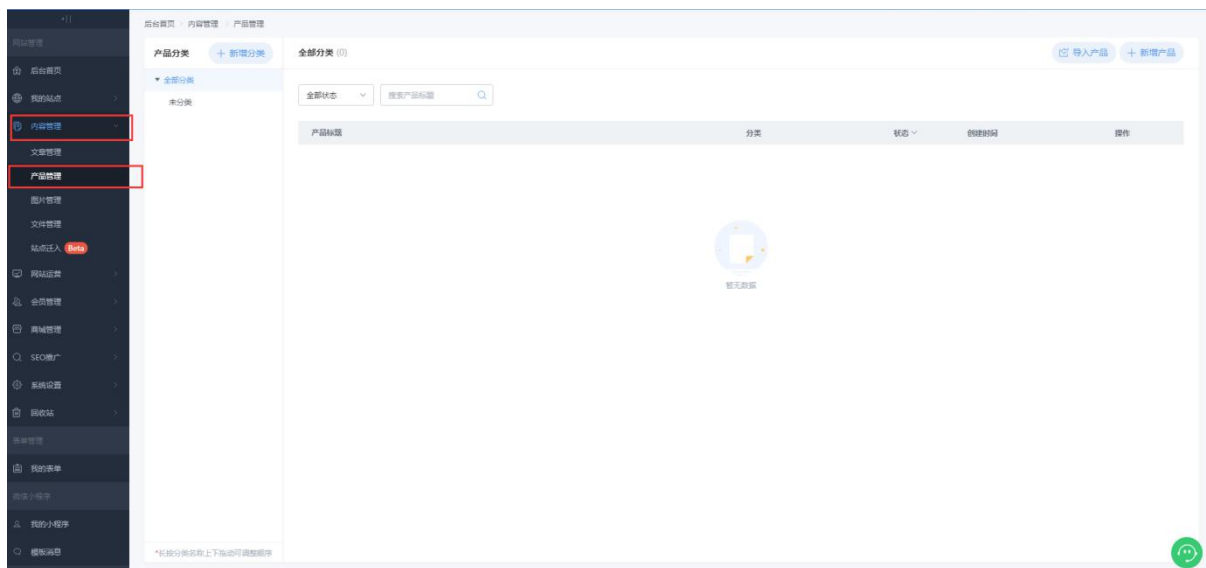 后台首页 内容管理 产品管理
网站管理
后台首页
我的站点
内容管理
文章管理
产品管理
图片管理
文件管理
站点迁入 Beta
网站运营
会员管理
商城管理
SEO推广
系统设置
回收站
表单管理
我的表单
微信小程序
我的小程序
模板消息
产品分类 + 新增分类
全部分类
未分类
*长按分类名称上下拖动可调整顺序
全部分类 (0) 导入产品 + 新增产品
全部状态 搜索产品标题
产品标题 分类 状态 创建时间 操作
暂无数据